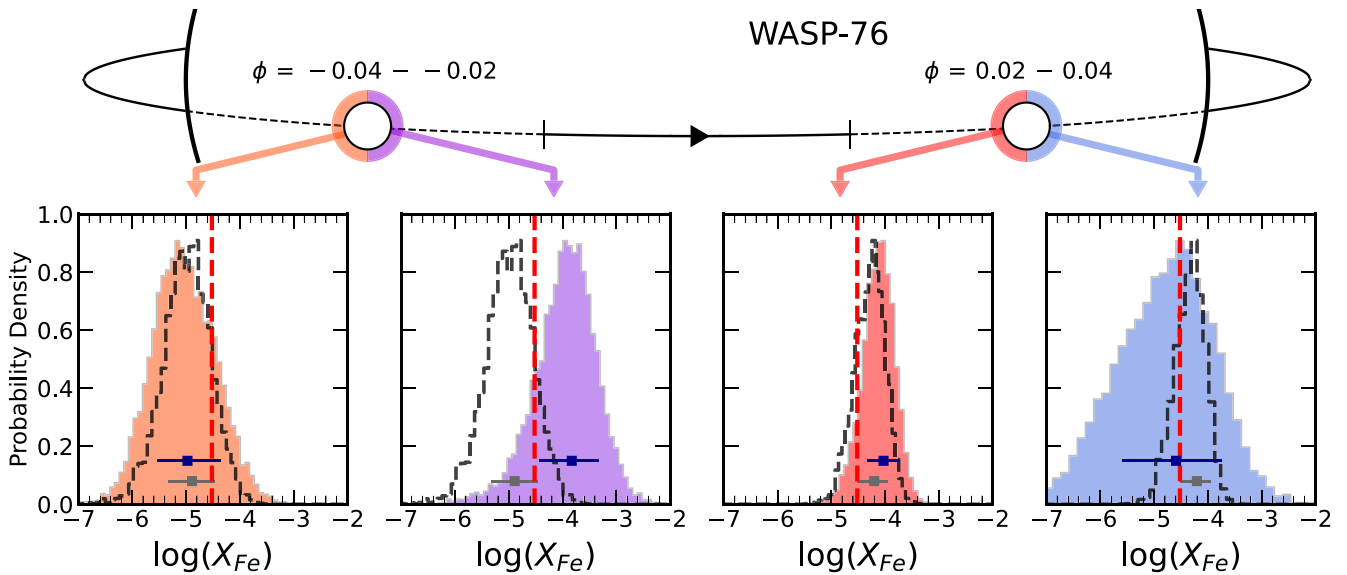 WASP-76
ϕ = −0.04 − −0.02
ϕ = 0.02 − 0.04
Probability Density
1.0
0.8
0.6
0.4
0.2
0.0
−7 −6 −5 −4 −3 −2
−7 −6 −5 −4 −3 −2
−7 −6 −5 −4 −3 −2
−7 −6 −5 −4 −3 −2
log(X_Fe)
log(X_Fe)
log(X_Fe)
log(X_Fe)